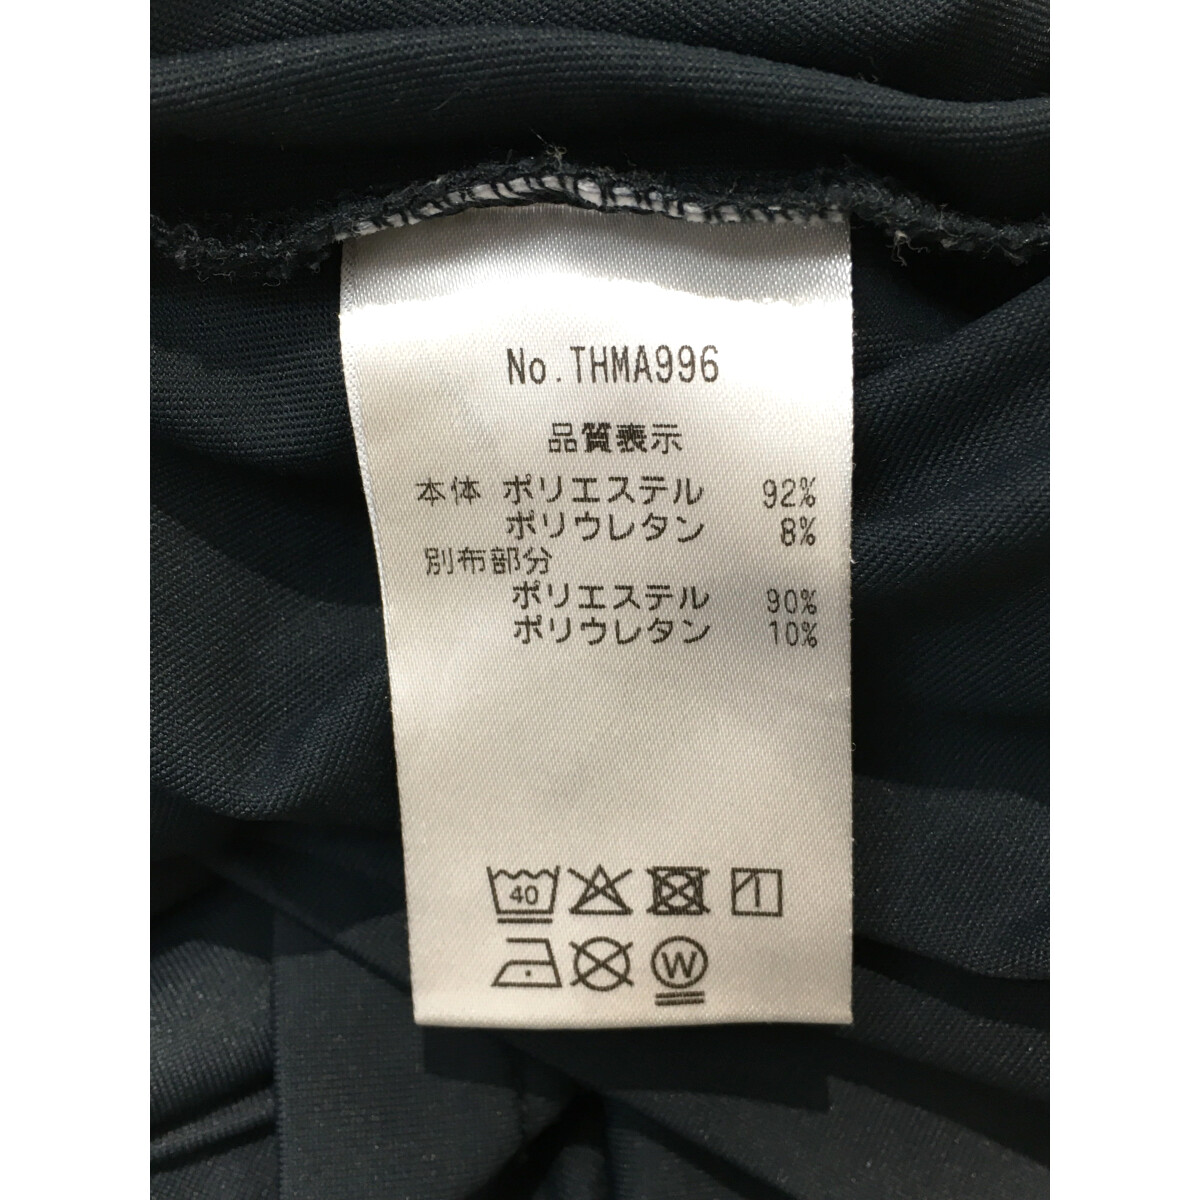 No.THMA996
品質表示
本体 ポリエステル 92%
ポリウレタン 8%
別布部分
ポリエステル 90%
ポリウレタン 10%
40
W